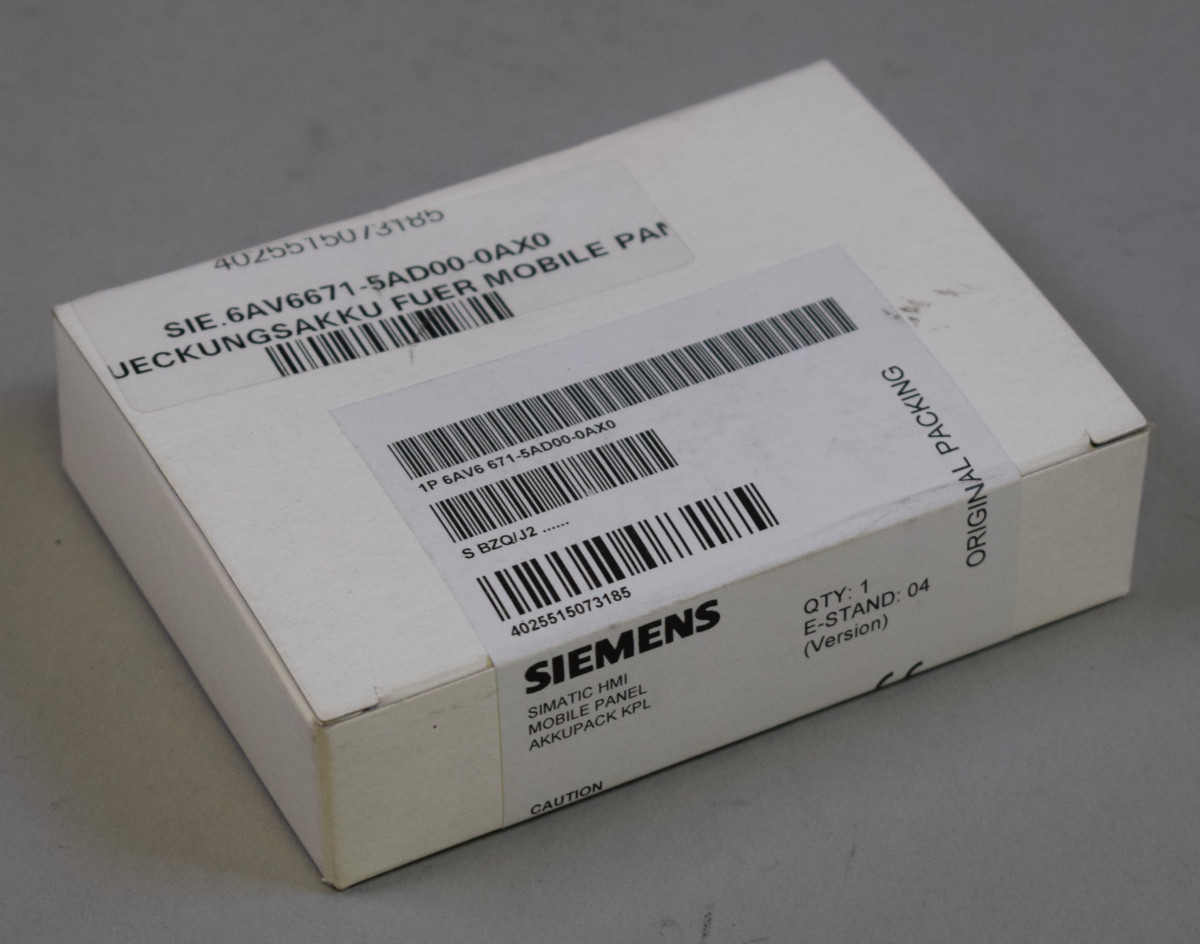 4025515073185
SIE.6AV6671-5AD00-0AX0
UECKUNGSAKKU FUER MOBILE PAN
1P 6AV6 671-5AD00-0AX0
S BZQ/J2 ......
4025515073185
ORIGINAL PACKING
SIEMENS
SIMATIC HMI
MOBILE PANEL
AKKUPACK KPL
QTY: 1
E-STAND: 04
(Version)
CE
CAUTION